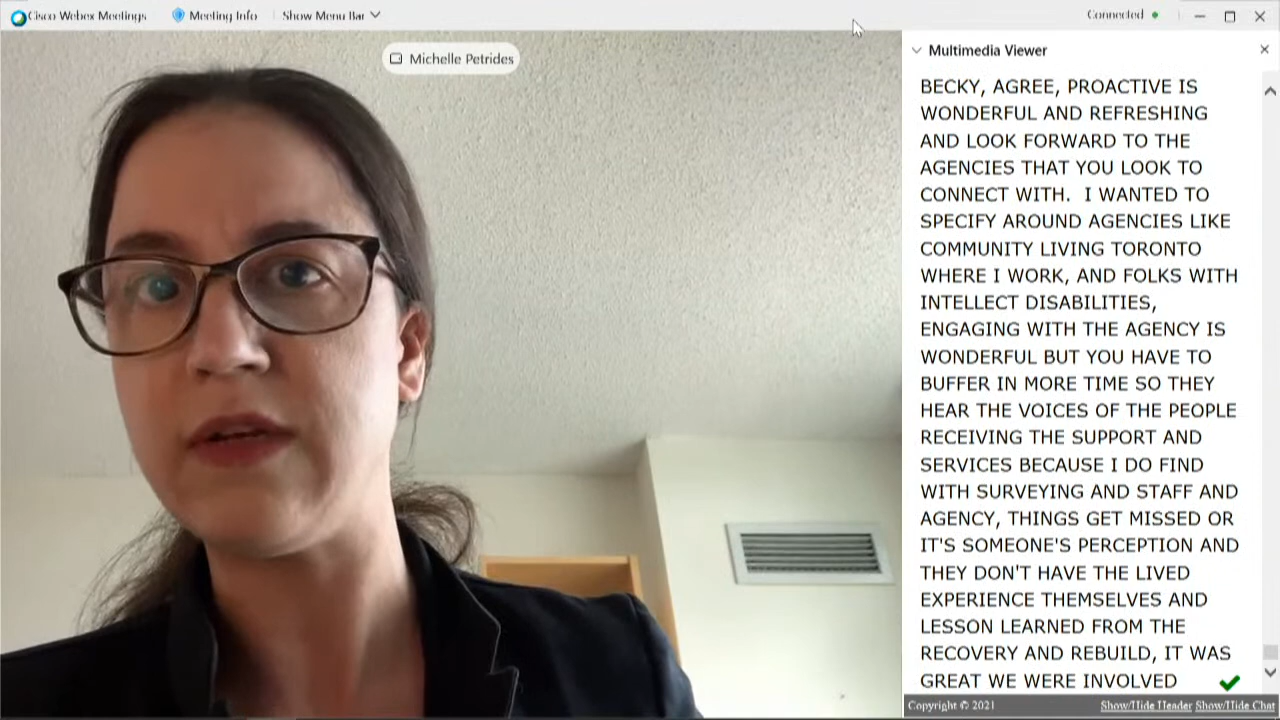 Cisco Webex Meetings Meeting Info Show Menu Bar Connected
Michelle Petrides
Multimedia Viewer
BECKY, AGREE, PROACTIVE IS
WONDERFUL AND REFRESHING
AND LOOK FORWARD TO THE
AGENCIES THAT YOU LOOK TO
CONNECT WITH.  I WANTED TO
SPECIFY AROUND AGENCIES LIKE
COMMUNITY LIVING TORONTO
WHERE I WORK, AND FOLKS WITH
INTELLECT DISABILITIES,
ENGAGING WITH THE AGENCY IS
WONDERFUL BUT YOU HAVE TO
BUFFER IN MORE TIME SO THEY
HEAR THE VOICES OF THE PEOPLE
RECEIVING THE SUPPORT AND
SERVICES BECAUSE I DO FIND
WITH SURVEYING AND STAFF AND
AGENCY, THINGS GET MISSED OR
IT'S SOMEONE'S PERCEPTION AND
THEY DON'T HAVE THE LIVED
EXPERIENCE THEMSELVES AND
LESSON LEARNED FROM THE
RECOVERY AND REBUILD, IT WAS
GREAT WE WERE INVOLVED
Copyright © 2021 Show/Hide Header Show/Hide Chat